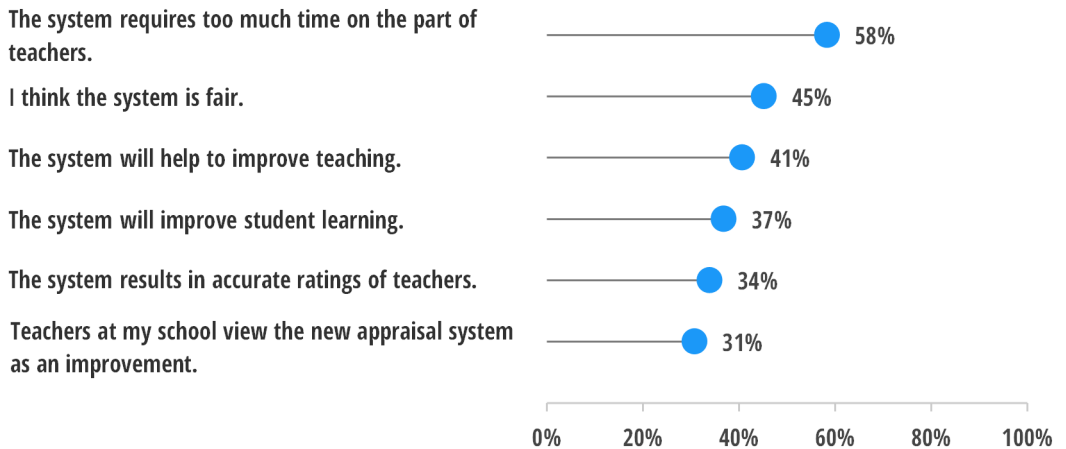 The system requires too much time on the part of
teachers.
58%
I think the system is fair.
45%
The system will help to improve teaching.
41%
The system will improve student learning.
37%
The system results in accurate ratings of teachers.
34%
Teachers at my school view the new appraisal system
as an improvement.
31%
0% 20% 40% 60% 80% 100%